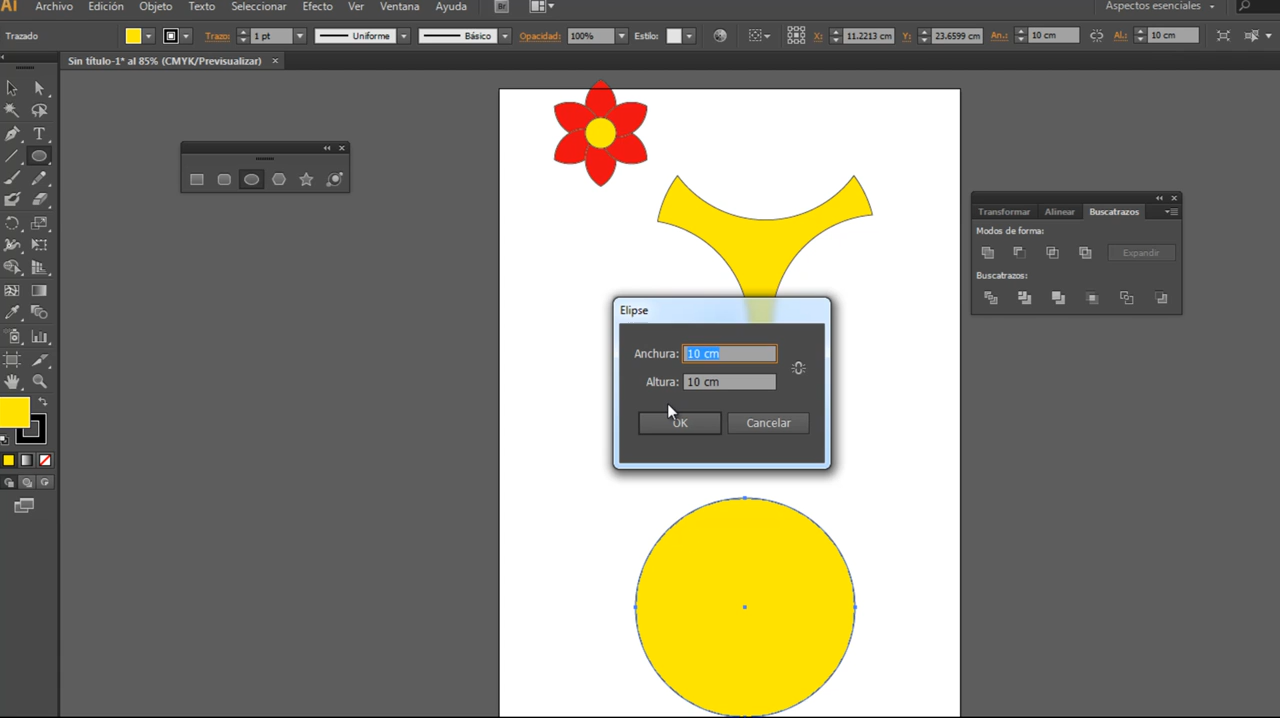 Ai Archivo Edición Objeto Texto Seleccionar Efecto Ver Ventana Ayuda Br Aspectos esenciales
Trazado Trazo: 1 pt Uniforme Básico Opacidad: 100% Estilo: X: 11.2213 cm Y: 23.6599 cm An.: 10 cm Al.: 10 cm
Sin título-1* al 85% (CMYK/Previsualizar)
Transformar Alinear Buscatrazos
Modos de forma:
Expandir
Buscatrazos:
Elipse
Anchura: 10 cm
Altura: 10 cm
OK Cancelar